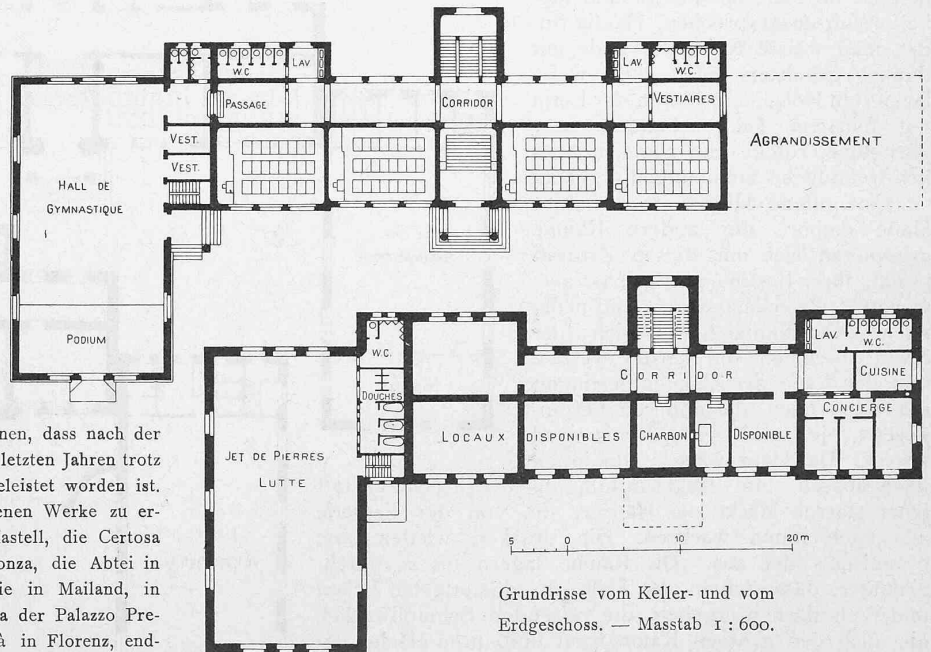 W.C.
LAV.
LAV.
W.C.
PASSAGE
CORRIDOR
VESTIAIRES
VEST.
VEST.
AGRANDISSEMENT
HALL DE
GYMNASTIQUE
PODIUM
W.C.
LAV.
W.C.
CUISINE
CORRIDOR
DOUCHES
CONCIERGE
LOCAUX
DISPONIBLES
CHARBON
DISPONIBLE
JET DE PIERRES
LUTTE
nen, dass nach der
letzten Jahren trotz
eleistet worden ist.
enen Werke zu er-
astell, die Certosa
onza, die Abtei in
ie in Mailand, in
a der Palazzo Pre-
à in Florenz, end-
5 0 10 20 m
Grundrisse vom Keller- und vom
Erdgeschoss. — Masstab 1 : 600.